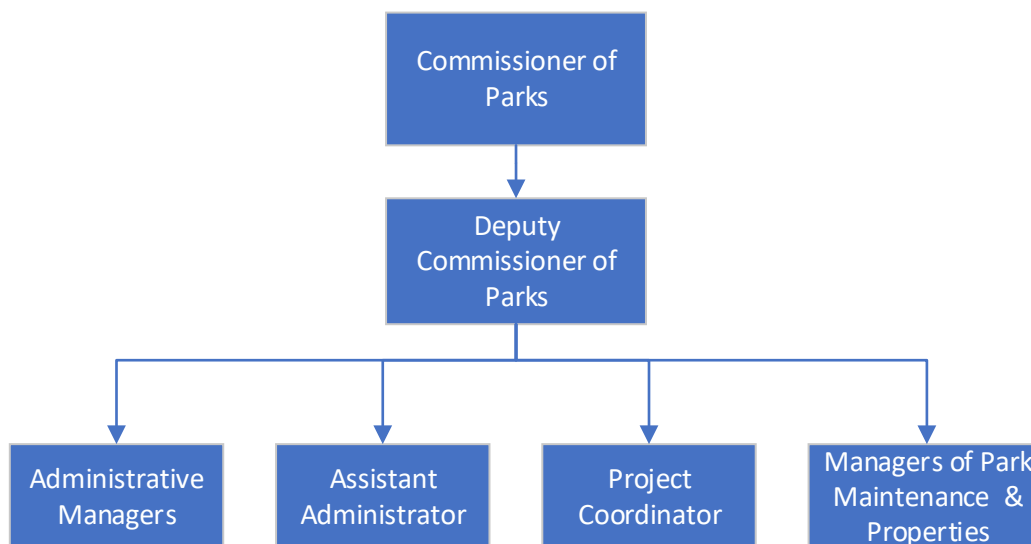 Commissioner of
Parks
Deputy
Commissioner of
Parks
Administrative
Managers
Assistant
Administrator
Project
Coordinator
Managers of Park
Maintenance  &
Properties